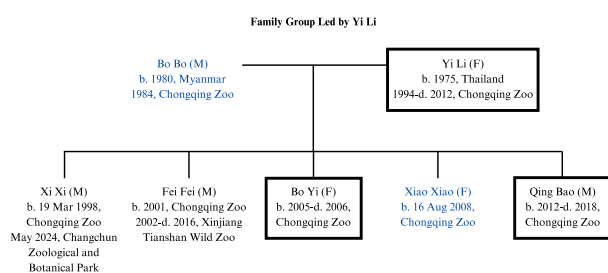 Family Group Led by Yi Li
Bo Bo (M)
b. 1980, Myanmar
1984, Chongqing Zoo
Yi Li (F)
b. 1975, Thailand
1994-d. 2012, Chongqing Zoo
Xi Xi (M)
b. 19 Mar 1998,
Chongqing Zoo
May 2024, Changchun
Zoological and
Botanical Park
Fei Fei (M)
b. 2001, Chongqing Zoo
2002-d. 2016, Xinjiang
Tianshan Wild Zoo
Bo Yi (F)
b. 2005-d. 2006,
Chongqing Zoo
Xiao Xiao (F)
b. 16 Aug 2008,
Chongqing Zoo
Qing Bao (M)
b. 2012-d. 2018,
Chongqing Zoo